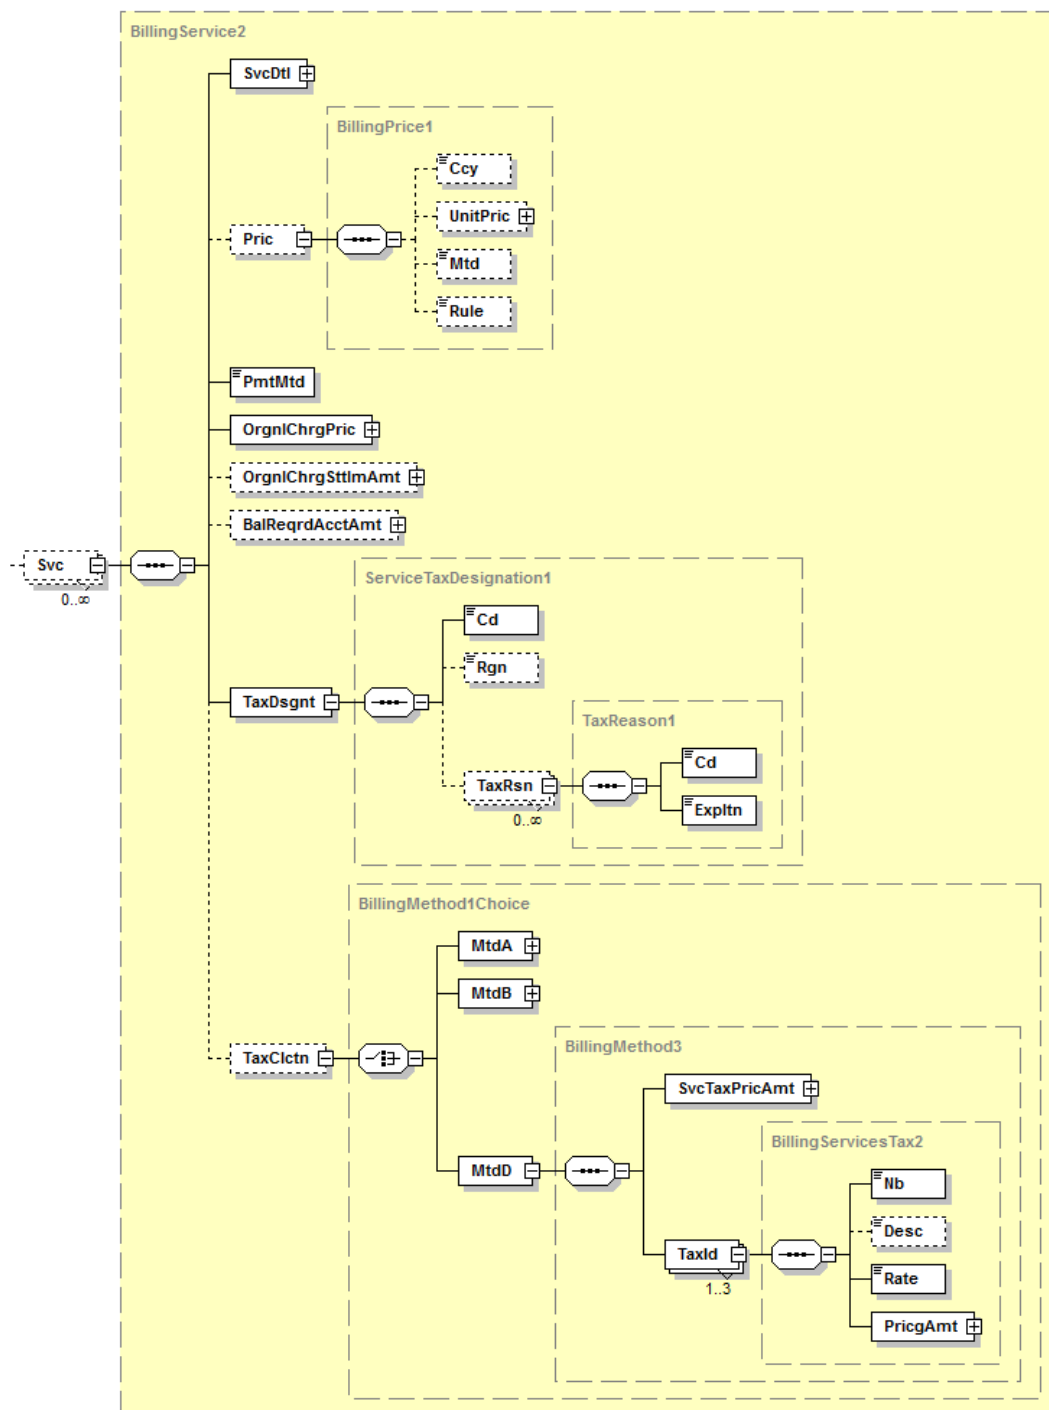 BillingService2
SvcDtl
BillingPrice1
Ccy
UnitPric
Pric
Mtd
Rule
PmtMtd
OrgnlChrgPric
OrgnlChrgSttlmAmt
BalReqrdAcctAmt
Svc
0..∞
ServiceTaxDesignation1
Cd
Rgn
TaxDsgnt
TaxReason1
Cd
TaxRsn
0..∞
Expltn
BillingMethod1Choice
MtdA
MtdB
BillingMethod3
TaxClctn
SvcTaxPricAmt
BillingServicesTax2
MtdD
Nb
Desc
TaxId
1..3
Rate
PricgAmt